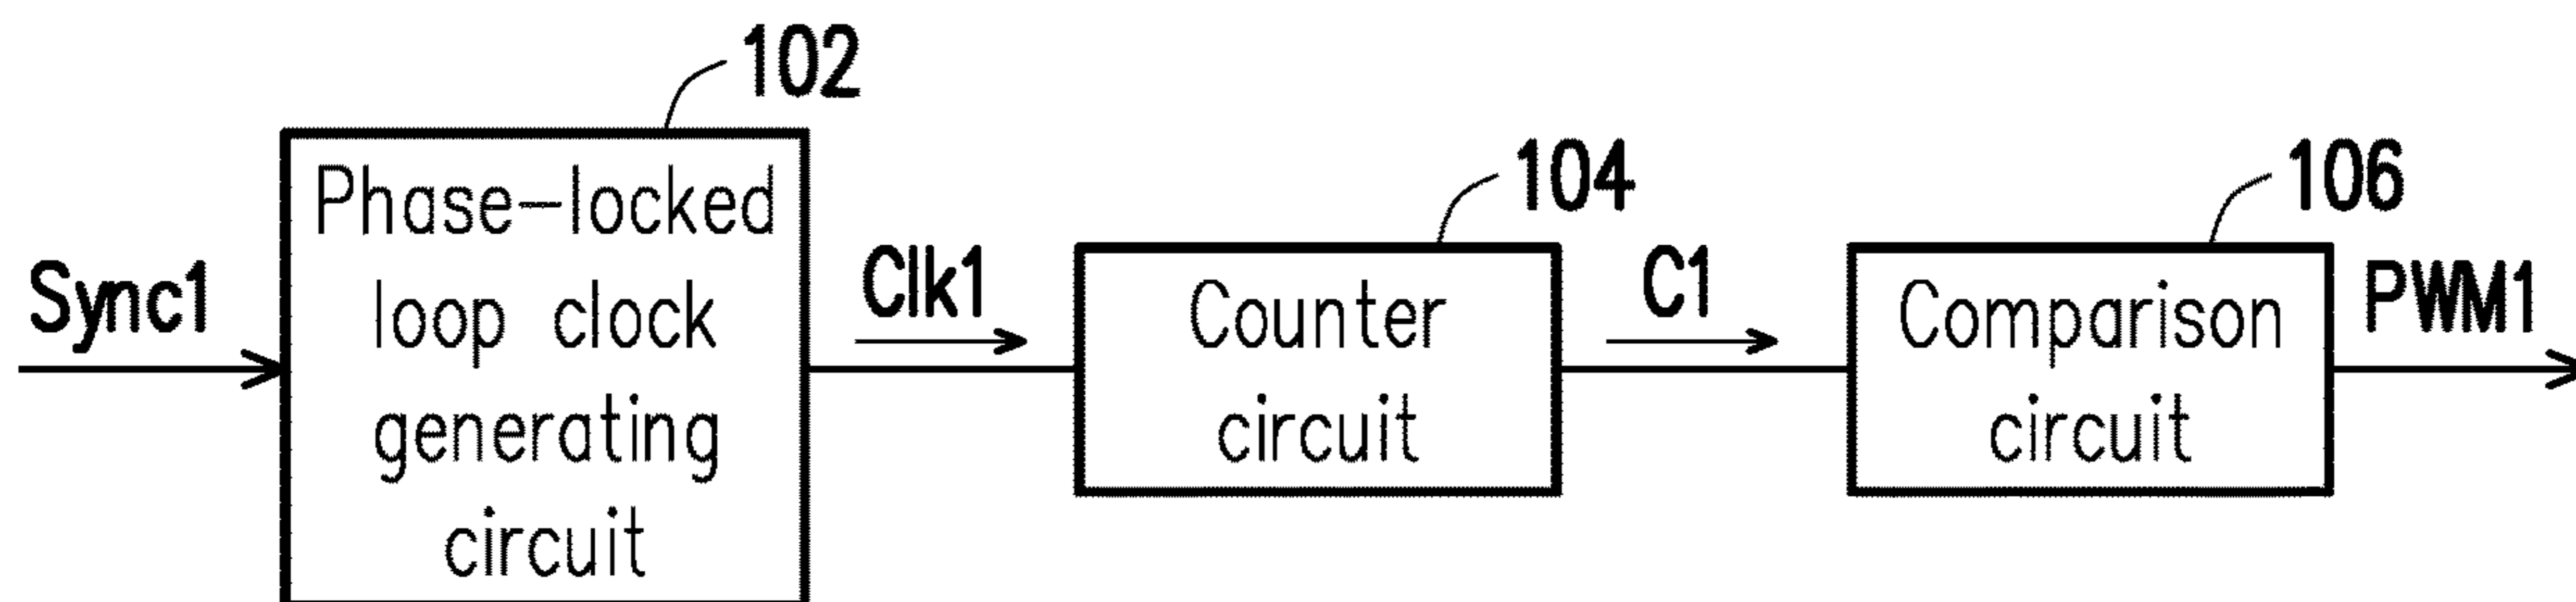 102
Phase-locked
loop clock
generating
circuit
Sync1
Clk1
104
Counter
circuit
C1
106
Comparison
circuit
PWM1